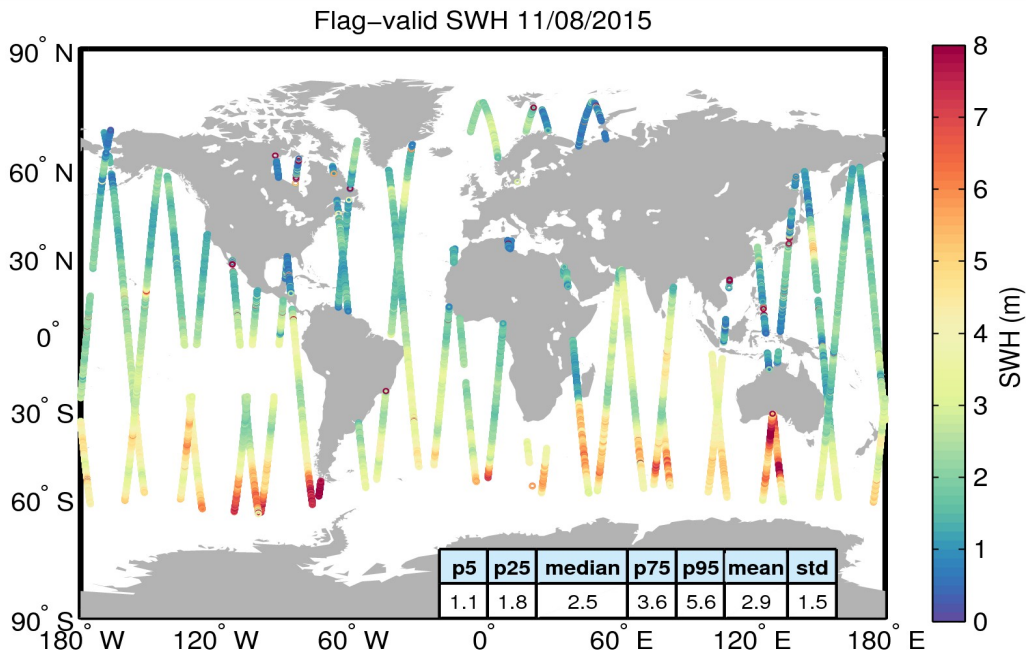 Flag−valid SWH 11/08/2015
90° N
60° N
30° N
0°
30° S
60° S
90° S
180° W
120° W
60° W
0°
60° E
120° E
180° E
p5 p25 median p75 p95 mean std
1.1 1.8 2.5 3.6 5.6 2.9 1.5
8
7
6
5
4
3
2
1
0
SWH (m)